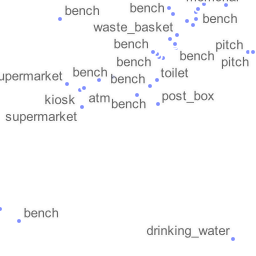 bench
bench
bench
waste_basket
bench
pitch
bench
bench
pitch
upermarket
bench
bench
toilet
kiosk
atm
bench
post_box
supermarket
bench
drinking_water